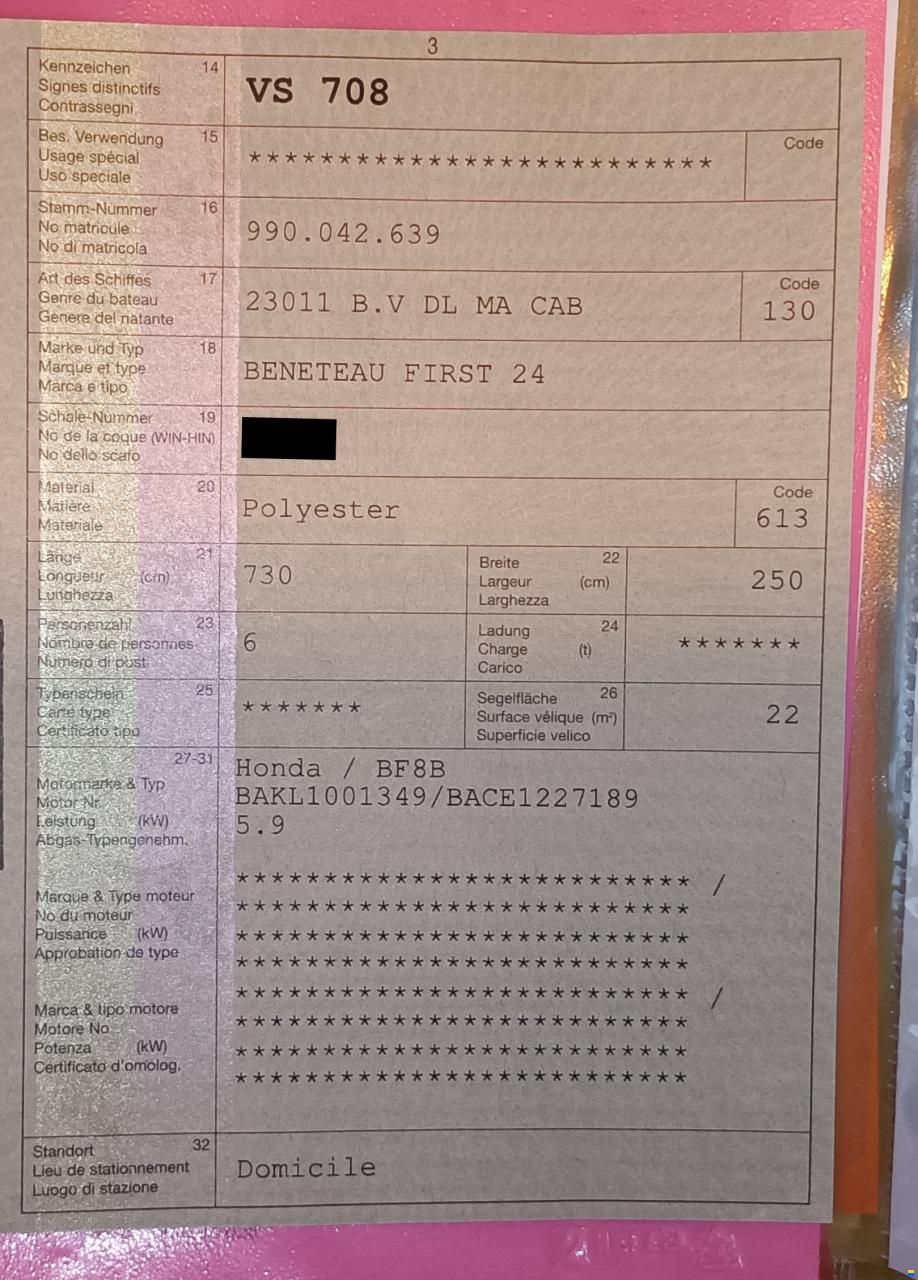 3
Kennzeichen 14
Signes distinctifs
Contrassegni
VS 708
Bes. Verwendung 15
Usage spécial
Uso speciale
**************************
Code
Stamm-Nummer 16
No matricule
No di matricola
990.042.639
Art des Schiffes 17
Genre du bateau
Genere del natante
23011 B.V DL MA CAB
Code
130
Marke und Typ 18
Marque et type
Marca e tipo
BENETEAU FIRST 24
Schale-Nummer 19
No de la coque (WIN-HIN)
No dello scafo
Material 20
Matière
Materiale
Polyester
Code
613
Länge 21
Longueur (cm)
Lunghezza
730
Breite 22
Largeur (cm)
Larghezza
250
Personenzahl 23
Nombre de personnes
Numero di posti
6
Ladung 24
Charge (t)
Carico
*******
Typenschein 25
Carte type
Certificato tipo
*******
Segelfläche 26
Surface vélique (m²)
Superficie velico
22
27-31
Motormarke & Typ
Motor Nr.
Leistung (kW)
Abgas-Typengenehm.
Honda / BF8B
BAKL1001349/BACE1227189
5.9
Marque & Type moteur
No du moteur
Puissance (kW)
Approbation de type
************************** /
**************************
**************************
**************************
Marca & tipo motore
Motore No
Potenza (kW)
Certificato d'omolog.
************************** /
**************************
**************************
**************************
Standort 32
Lieu de stationnement
Luogo di stazione
Domicile